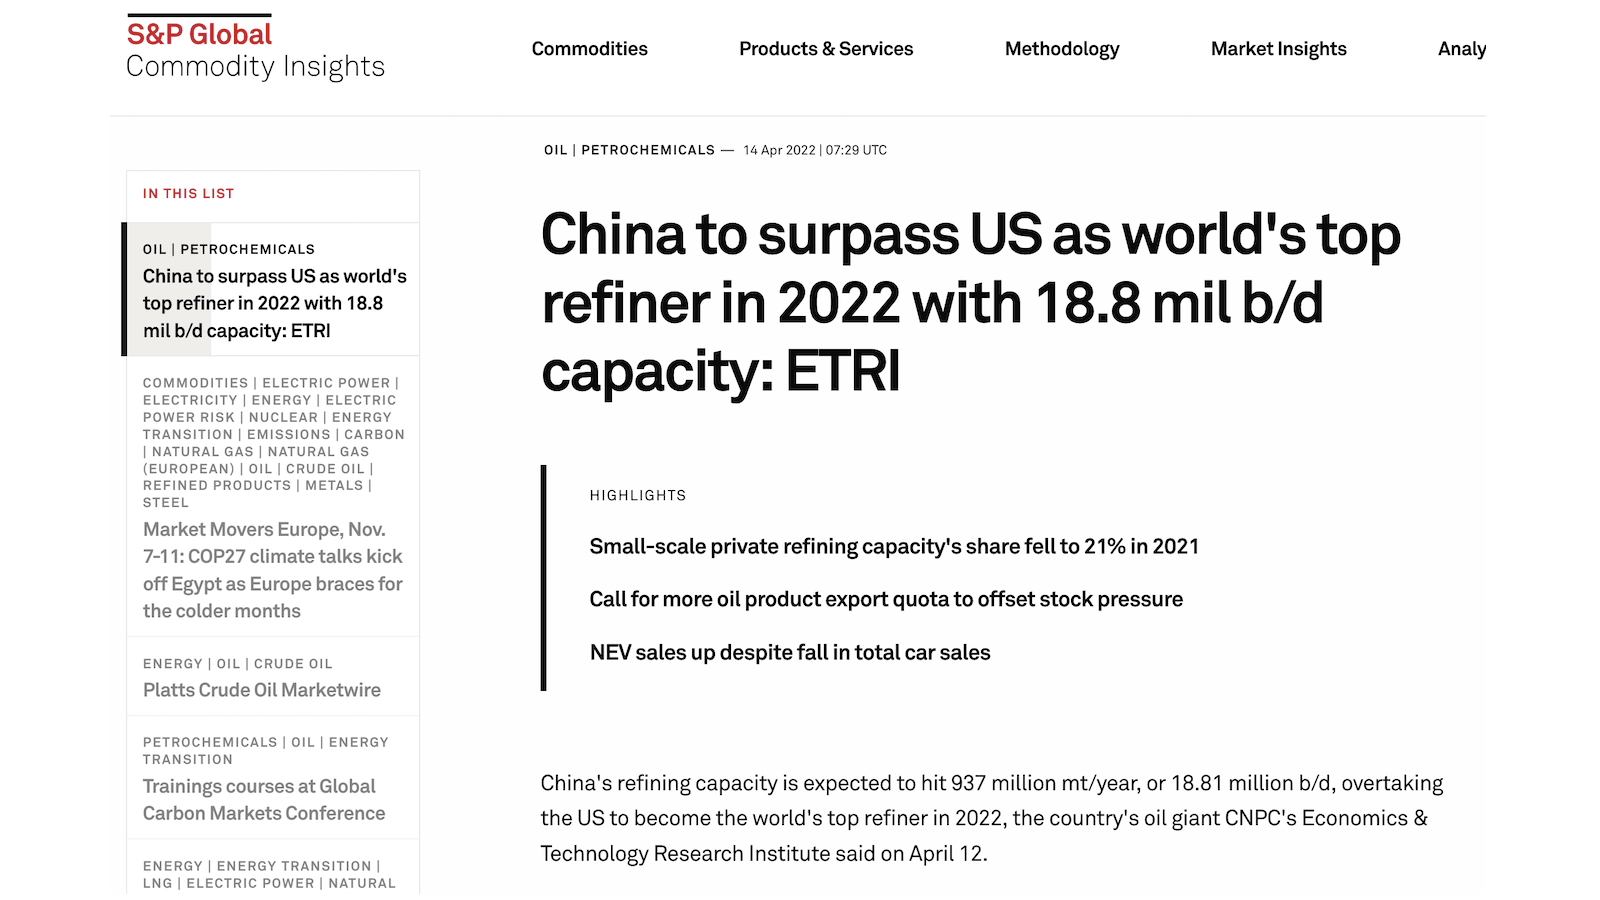 S&P Global
Commodity Insights
Commodities
Products & Services
Methodology
Market Insights
Analy
IN THIS LIST
OIL | PETROCHEMICALS
China to surpass US as world's
top refiner in 2022 with 18.8
mil b/d capacity: ETRI
COMMODITIES | ELECTRIC POWER |
ELECTRICITY | ENERGY | ELECTRIC
POWER RISK | NUCLEAR | ENERGY
TRANSITION | EMISSIONS | CARBON
| NATURAL GAS | NATURAL GAS
(EUROPEAN) | OIL | CRUDE OIL |
REFINED PRODUCTS | METALS |
STEEL
Market Movers Europe, Nov.
7-11: COP27 climate talks kick
off Egypt as Europe braces for
the colder months
ENERGY | OIL | CRUDE OIL
Platts Crude Oil Marketwire
PETROCHEMICALS | OIL | ENERGY
TRANSITION
Trainings courses at Global
Carbon Markets Conference
ENERGY | ENERGY TRANSITION |
LNG | ELECTRIC POWER | NATURAL
OIL | PETROCHEMICALS — 14 Apr 2022 | 07:29 UTC
China to surpass US as world's top
refiner in 2022 with 18.8 mil b/d
capacity: ETRI
HIGHLIGHTS
Small-scale private refining capacity's share fell to 21% in 2021
Call for more oil product export quota to offset stock pressure
NEV sales up despite fall in total car sales
China's refining capacity is expected to hit 937 million mt/year, or 18.81 million b/d, overtaking
the US to become the world's top refiner in 2022, the country's oil giant CNPC's Economics &
Technology Research Institute said on April 12.